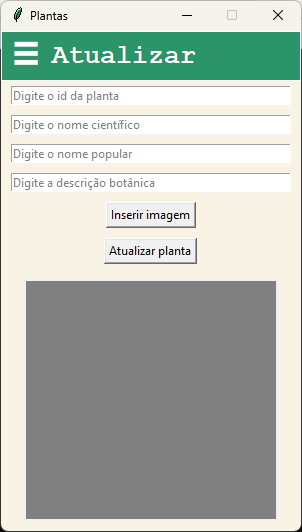 Plantas
Atualizar
Digite o id da planta
Digite o nome científico
Digite o nome popular
Digite a descrição botânica
Inserir imagem
Atualizar planta